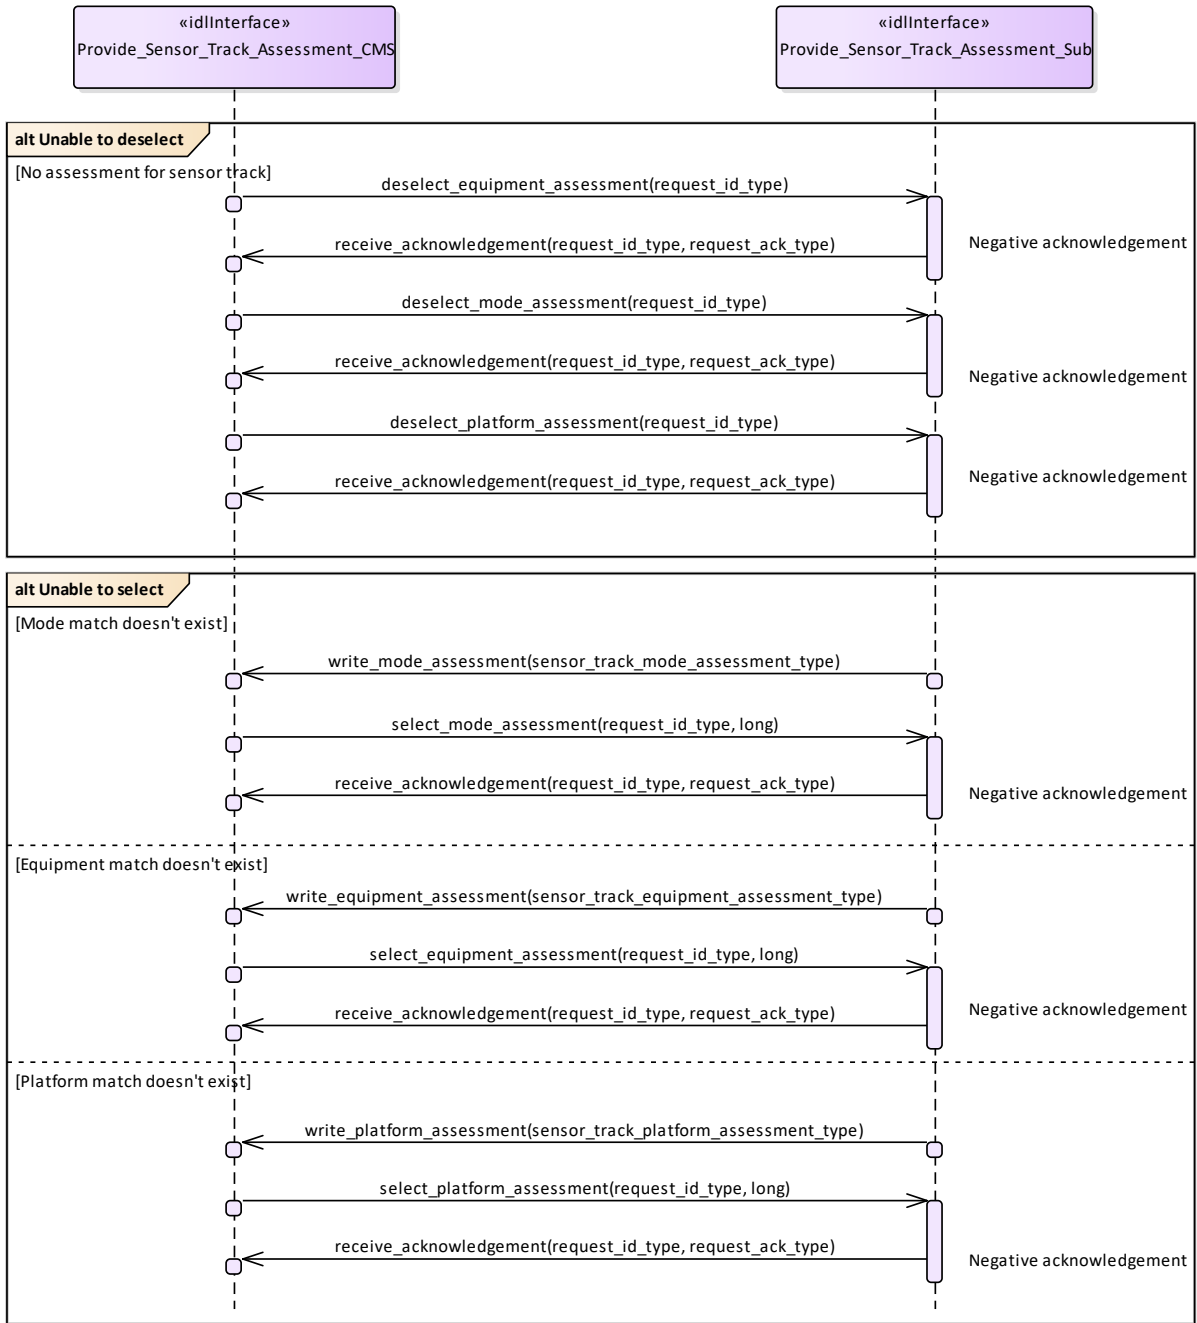 «idlInterface»
Provide_Sensor_Track_Assessment_CMS
«idlInterface»
Provide_Sensor_Track_Assessment_Sub
alt Unable to deselect
[No assessment for sensor track]
deselect_equipment_assessment(request_id_type)
receive_acknowledgement(request_id_type, request_ack_type)
Negative acknowledgement
deselect_mode_assessment(request_id_type)
receive_acknowledgement(request_id_type, request_ack_type)
Negative acknowledgement
deselect_platform_assessment(request_id_type)
receive_acknowledgement(request_id_type, request_ack_type)
Negative acknowledgement
alt Unable to select
[Mode match doesn't exist]
write_mode_assessment(sensor_track_mode_assessment_type)
select_mode_assessment(request_id_type, long)
receive_acknowledgement(request_id_type, request_ack_type)
Negative acknowledgement
[Equipment match doesn't exist]
write_equipment_assessment(sensor_track_equipment_assessment_type)
select_equipment_assessment(request_id_type, long)
receive_acknowledgement(request_id_type, request_ack_type)
Negative acknowledgement
[Platform match doesn't exist]
write_platform_assessment(sensor_track_platform_assessment_type)
select_platform_assessment(request_id_type, long)
receive_acknowledgement(request_id_type, request_ack_type)
Negative acknowledgement